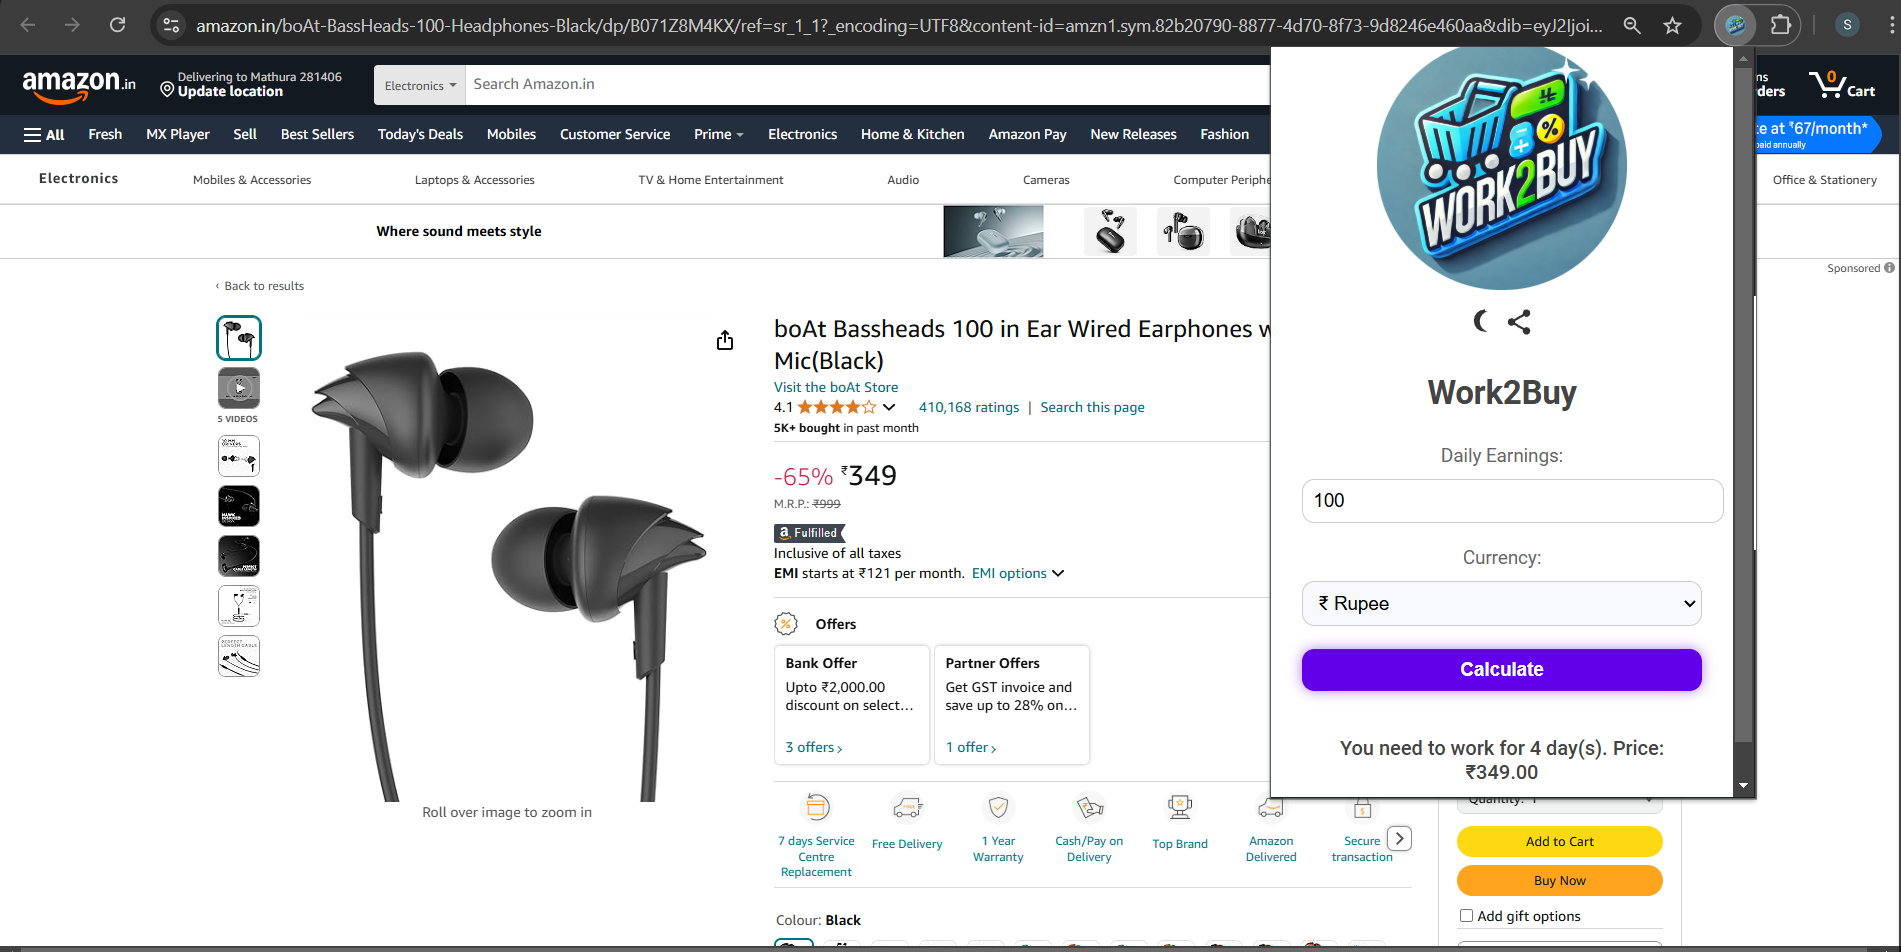 amazon.in/boAt-BassHeads-100-Headphones-Black/dp/B071Z8M4KX/ref=sr_1_1?_encoding=UTF8&content-id=amzn1.sym.82b20790-8877-4d70-8f73-9d8246e460aa&dib=eyJ2Ijoi...
S
amazon.in
Delivering to Mathura 281406
Update location
Electronics
Search Amazon.in
0
Cart
All
Fresh
MX Player
Sell
Best Sellers
Today's Deals
Mobiles
Customer Service
Prime
Electronics
Home & Kitchen
Amazon Pay
New Releases
Fashion
at ₹67/month*
paid annually
Electronics
Mobiles & Accessories
Laptops & Accessories
TV & Home Entertainment
Audio
Cameras
Computer Periphe
Office & Stationery
Where sound meets style
Sponsored
‹ Back to results
5 VIDEOS
HAWK
INSPIRED
DESIGN
PERFECT
LENGTH CABLE
Roll over image to zoom in
boAt Bassheads 100 in Ear Wired Earphones w
Mic(Black)
Visit the boAt Store
4.1
410,168 ratings | Search this page
5K+ bought in past month
-65% ₹349
M.R.P.: ₹999
a Fulfilled
Inclusive of all taxes
EMI starts at ₹121 per month. EMI options
% Offers
Bank Offer
Upto ₹2,000.00
discount on select...
3 offers ›
Partner Offers
Get GST invoice and
save up to 28% on...
1 offer ›
7 days Service
Centre
Replacement
Free Delivery
1 Year
Warranty
Cash/Pay on
Delivery
Top Brand
Amazon
Delivered
Secure
transaction
Colour: Black
WORK2BUY
Work2Buy
Daily Earnings:
100
Currency:
₹ Rupee
Calculate
You need to work for 4 day(s). Price:
₹349.00
Quantity: 1
Add to Cart
Buy Now
Add gift options